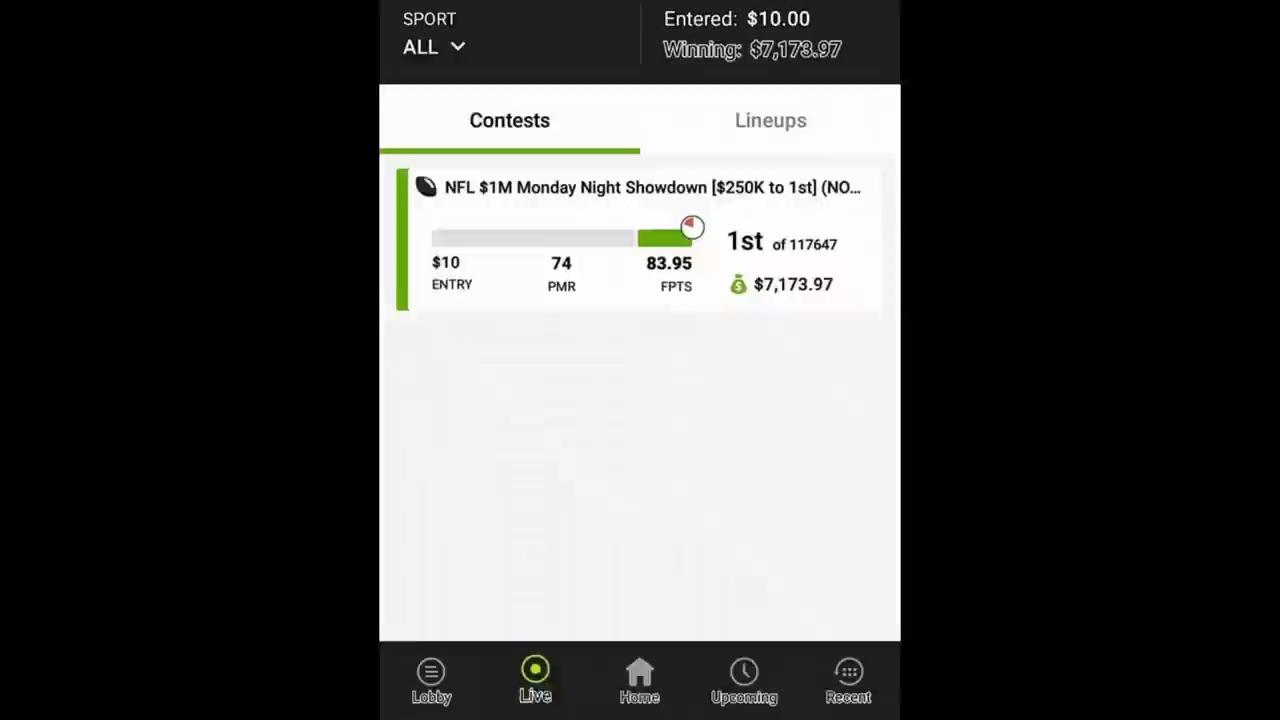 SPORT
ALL
Entered: $10.00
Winning: $7,173.97
Contests
Lineups
NFL $1M Monday Night Showdown [$250K to 1st] (NO...
1st of 117647
$10
ENTRY
74
PMR
83.95
FPTS
$7,173.97
Lobby
Live
Home
Upcoming
Recent